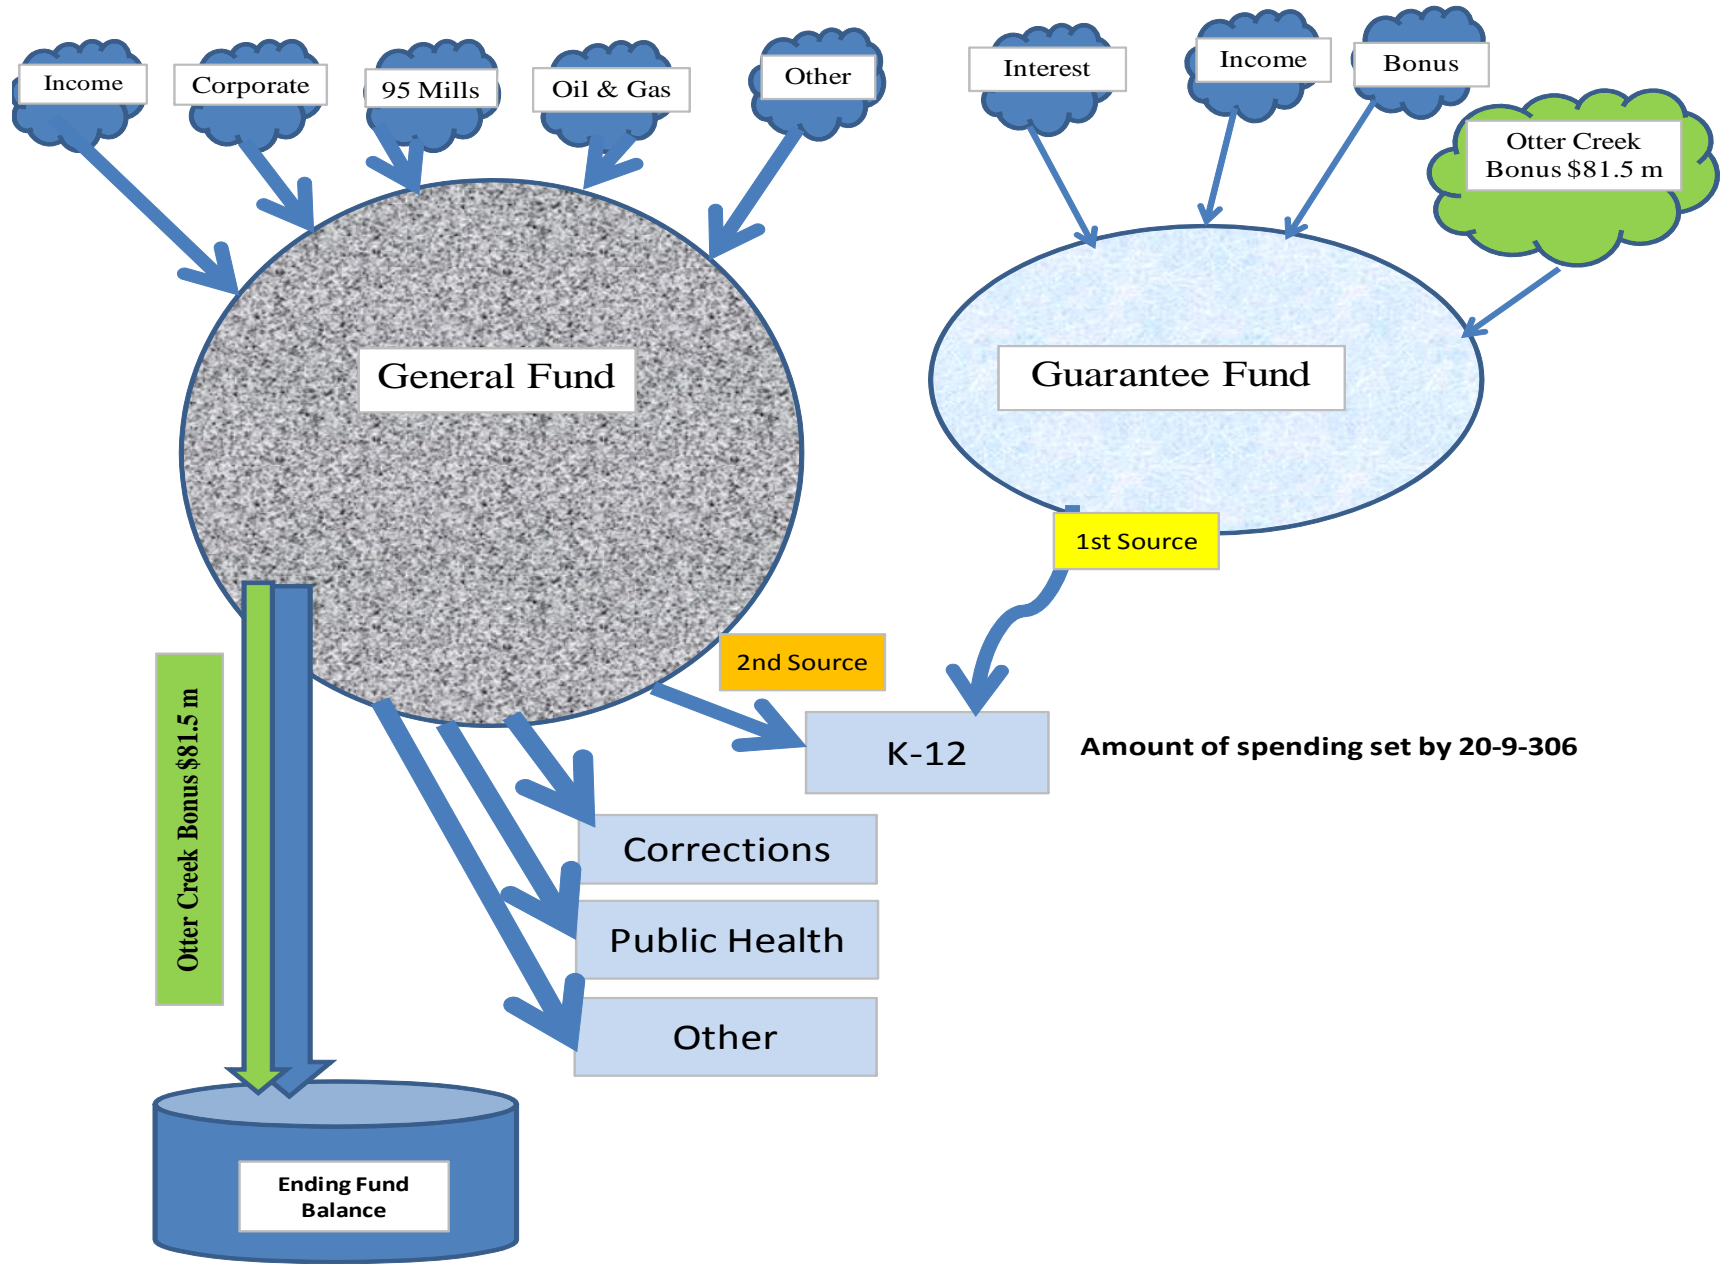 Income
Corporate
95 Mills
Oil & Gas
Other
Interest
Income
Bonus
Otter Creek
Bonus $81.5 m
General Fund
Guarantee Fund
1st Source
2nd Source
K-12
Amount of spending set by 20-9-306
Otter Creek Bonus $81.5 m
Corrections
Public Health
Other
Ending Fund
Balance